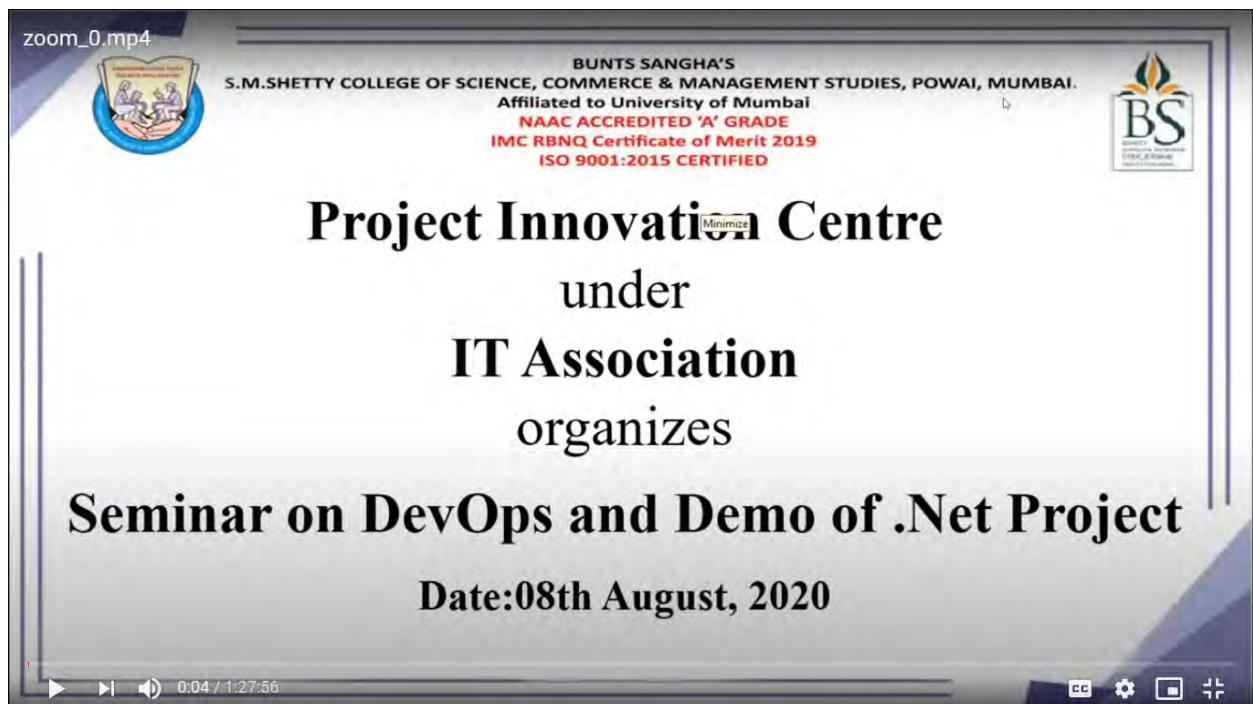 zoom_0.mp4
BUNTS SANGHA'S
S.M.SHETTY COLLEGE OF SCIENCE, COMMERCE & MANAGEMENT STUDIES, POWAI, MUMBAI.
Affiliated to University of Mumbai
NAAC ACCREDITED 'A' GRADE
IMC RBNQ Certificate of Merit 2019
ISO 9001:2015 CERTIFIED
BS
Project Innovation Centre
Minimize
under
IT Association
organizes
Seminar on DevOps and Demo of .Net Project
Date:08th August, 2020
0:04 / 1:27:56
CC